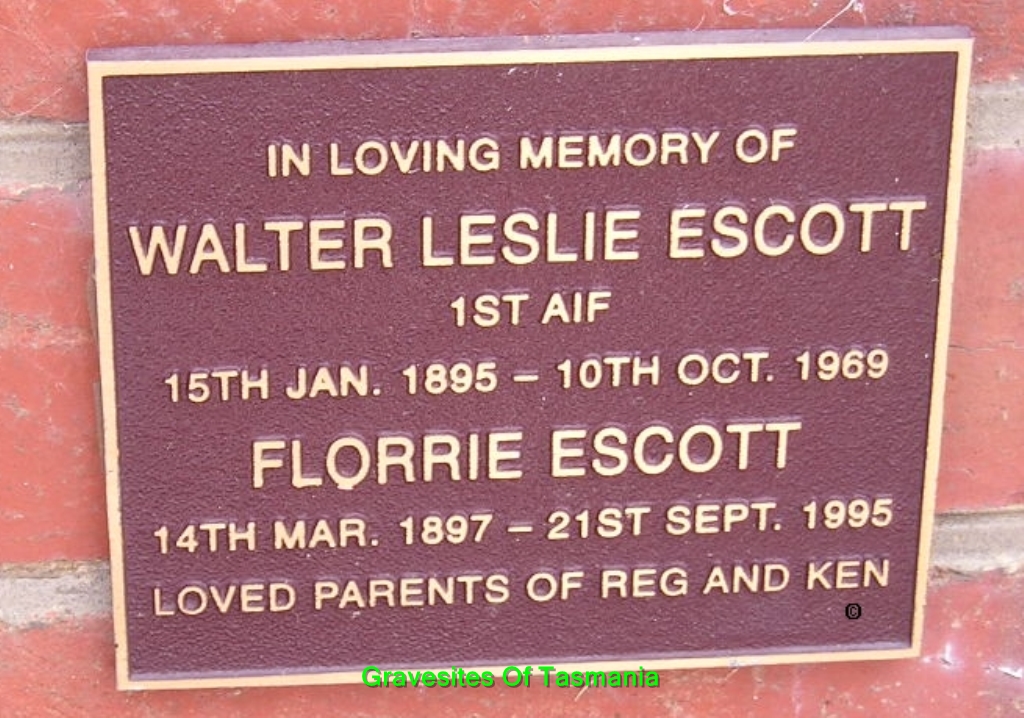 IN LOVING MEMORY OF
WALTER LESLIE ESCOTT
1ST AIF
15TH JAN. 1895 – 10TH OCT. 1969
FLORRIE ESCOTT
14TH MAR. 1897 – 21ST SEPT. 1995
LOVED PARENTS OF REG AND KEN
©
Gravesites Of Tasmania